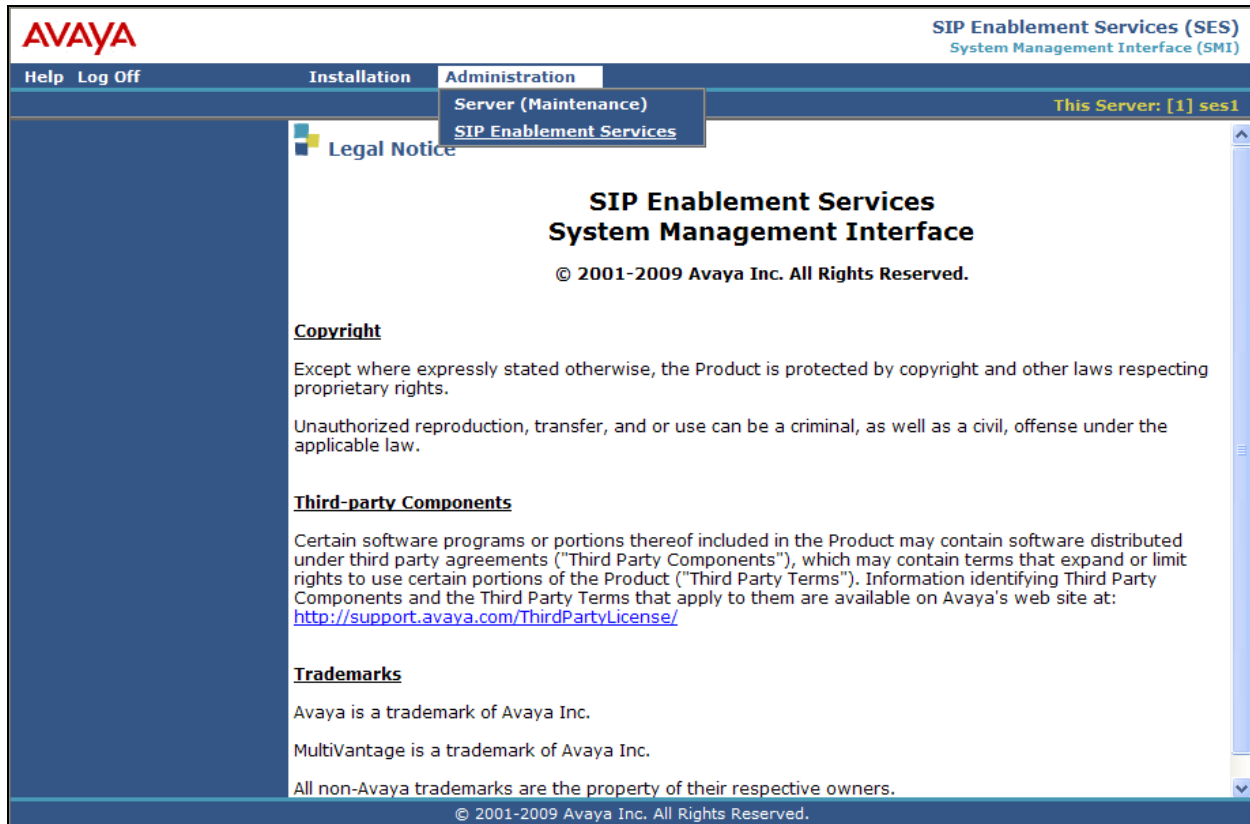 AVAYA
SIP Enablement Services (SES)
System Management Interface (SMI)
Help Log Off Installation Administration
Server (Maintenance)
This Server: [1] ses1
SIP Enablement Services
Legal Notice
SIP Enablement Services
System Management Interface
© 2001-2009 Avaya Inc. All Rights Reserved.
Copyright
Except where expressly stated otherwise, the Product is protected by copyright and other laws respecting
proprietary rights.
Unauthorized reproduction, transfer, and or use can be a criminal, as well as a civil, offense under the
applicable law.
Third-party Components
Certain software programs or portions thereof included in the Product may contain software distributed
under third party agreements ("Third Party Components"), which may contain terms that expand or limit
rights to use certain portions of the Product ("Third Party Terms"). Information identifying Third Party
Components and the Third Party Terms that apply to them are available on Avaya's web site at:
http://support.avaya.com/ThirdPartyLicense/
Trademarks
Avaya is a trademark of Avaya Inc.
MultiVantage is a trademark of Avaya Inc.
All non-Avaya trademarks are the property of their respective owners.
© 2001-2009 Avaya Inc. All Rights Reserved.